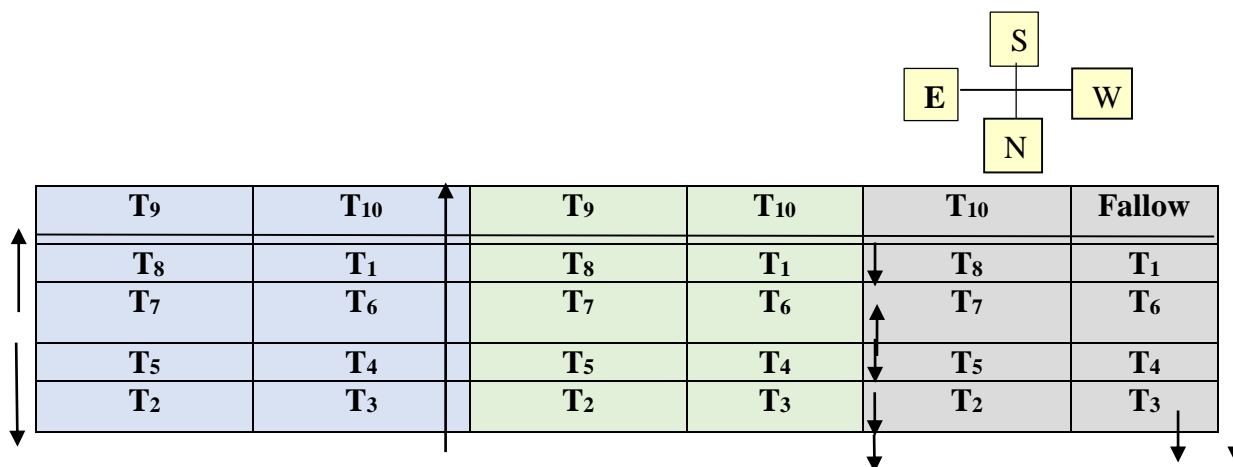 S
E W
N
T9 T10 T9 T10 T10 Fallow
T8 T1 T8 T1 T8 T1
T7 T6 T7 T6 T7 T6
T5 T4 T5 T4 T5 T4
T2 T3 T2 T3 T2 T3